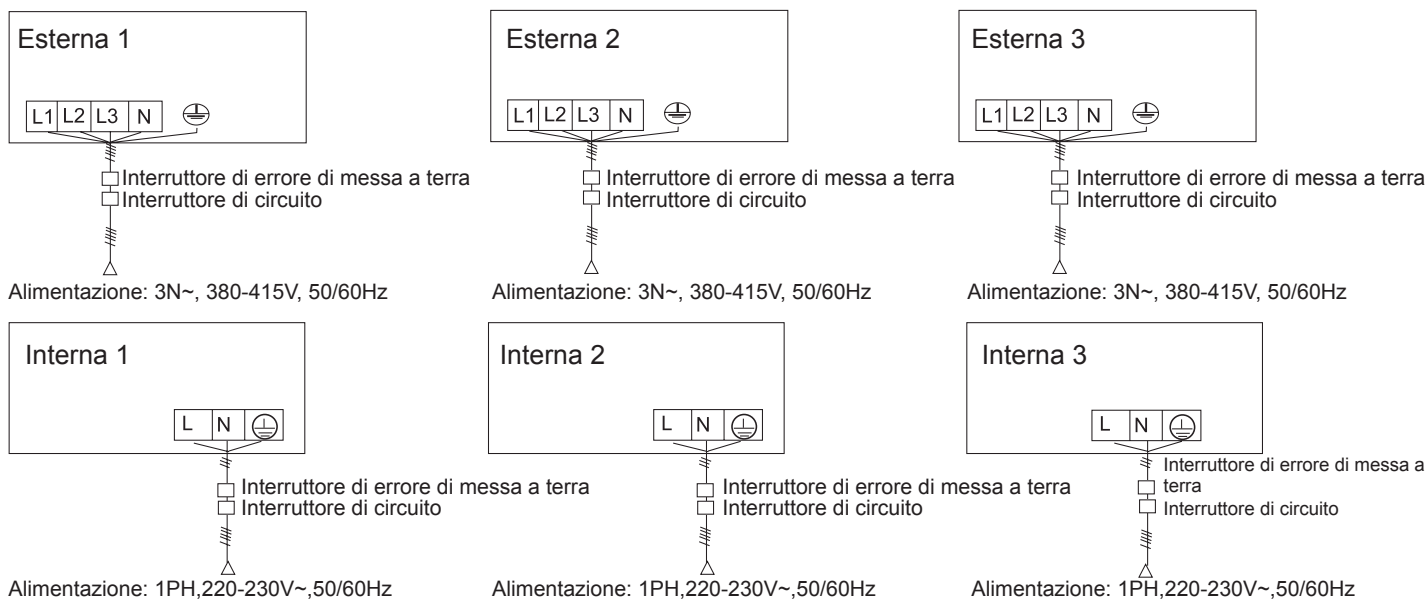 Esterna 1
L1 L2 L3 N
Interruttore di errore di messa a terra
Interruttore di circuito
Alimentazione: 3N~, 380-415V, 50/60Hz
Esterna 2
L1 L2 L3 N
Interruttore di errore di messa a terra
Interruttore di circuito
Alimentazione: 3N~, 380-415V, 50/60Hz
Esterna 3
L1 L2 L3 N
Interruttore di errore di messa a terra
Interruttore di circuito
Alimentazione: 3N~, 380-415V, 50/60Hz
Interna 1
L N
Interruttore di errore di messa a terra
Interruttore di circuito
Alimentazione: 1PH,220-230V~,50/60Hz
Interna 2
L N
Interruttore di errore di messa a terra
Interruttore di circuito
Alimentazione: 1PH,220-230V~,50/60Hz
Interna 3
L N
Interruttore di errore di messa a
terra
Interruttore di circuito
Alimentazione: 1PH,220-230V~,50/60Hz